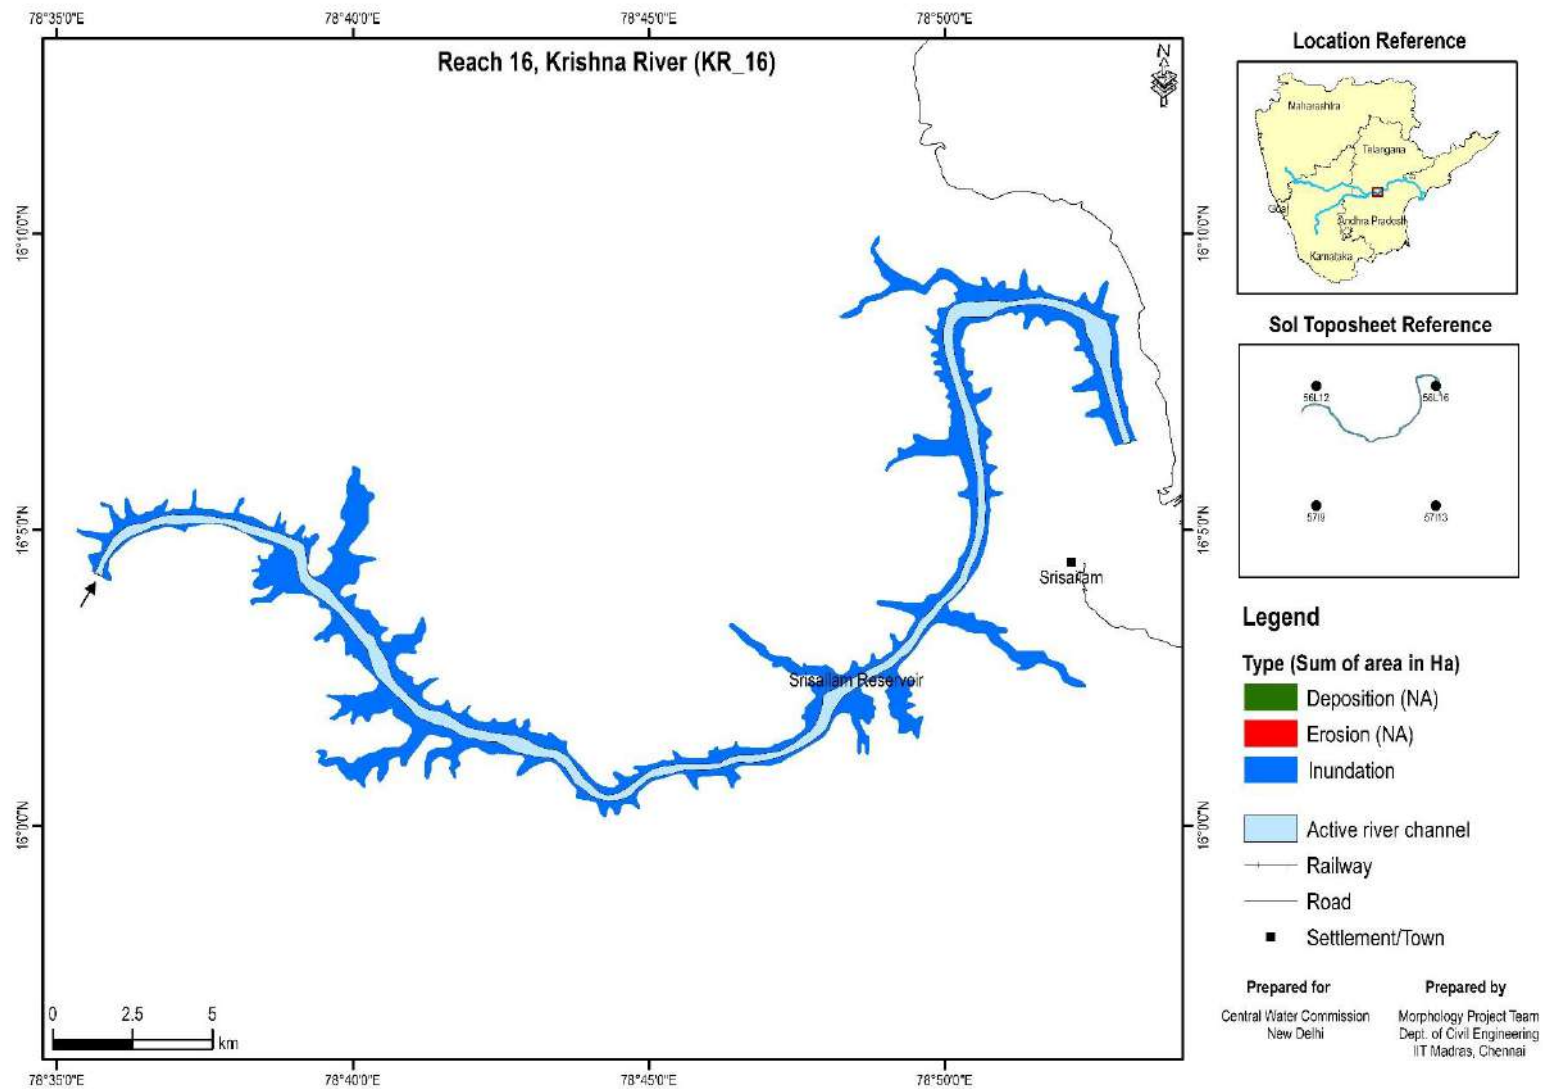 78°35'0"E 78°40'0"E 78°45'0"E 78°50'0"E
Reach 16, Krishna River (KR_16)
N
16°10'0"N 16°10'0"N
16°5'0"N 16°5'0"N
Srisailam
Srisailam Reservoir
16°0'0"N 16°0'0"N
0 2.5 5
km
78°35'0"E 78°40'0"E 78°45'0"E 78°50'0"E
Location Reference
Maharashtra
Telangana
Goa
Andhra Pradesh
Karnataka
SoI Toposheet Reference
56L12 56L16
57I9 57I13
Legend
Type (Sum of area in Ha)
Deposition (NA)
Erosion (NA)
Inundation
Active river channel
Railway
Road
Settlement/Town
Prepared for
Central Water Commission
New Delhi
Prepared by
Morphology Project Team
Dept. of Civil Engineering
IIT Madras, Chennai